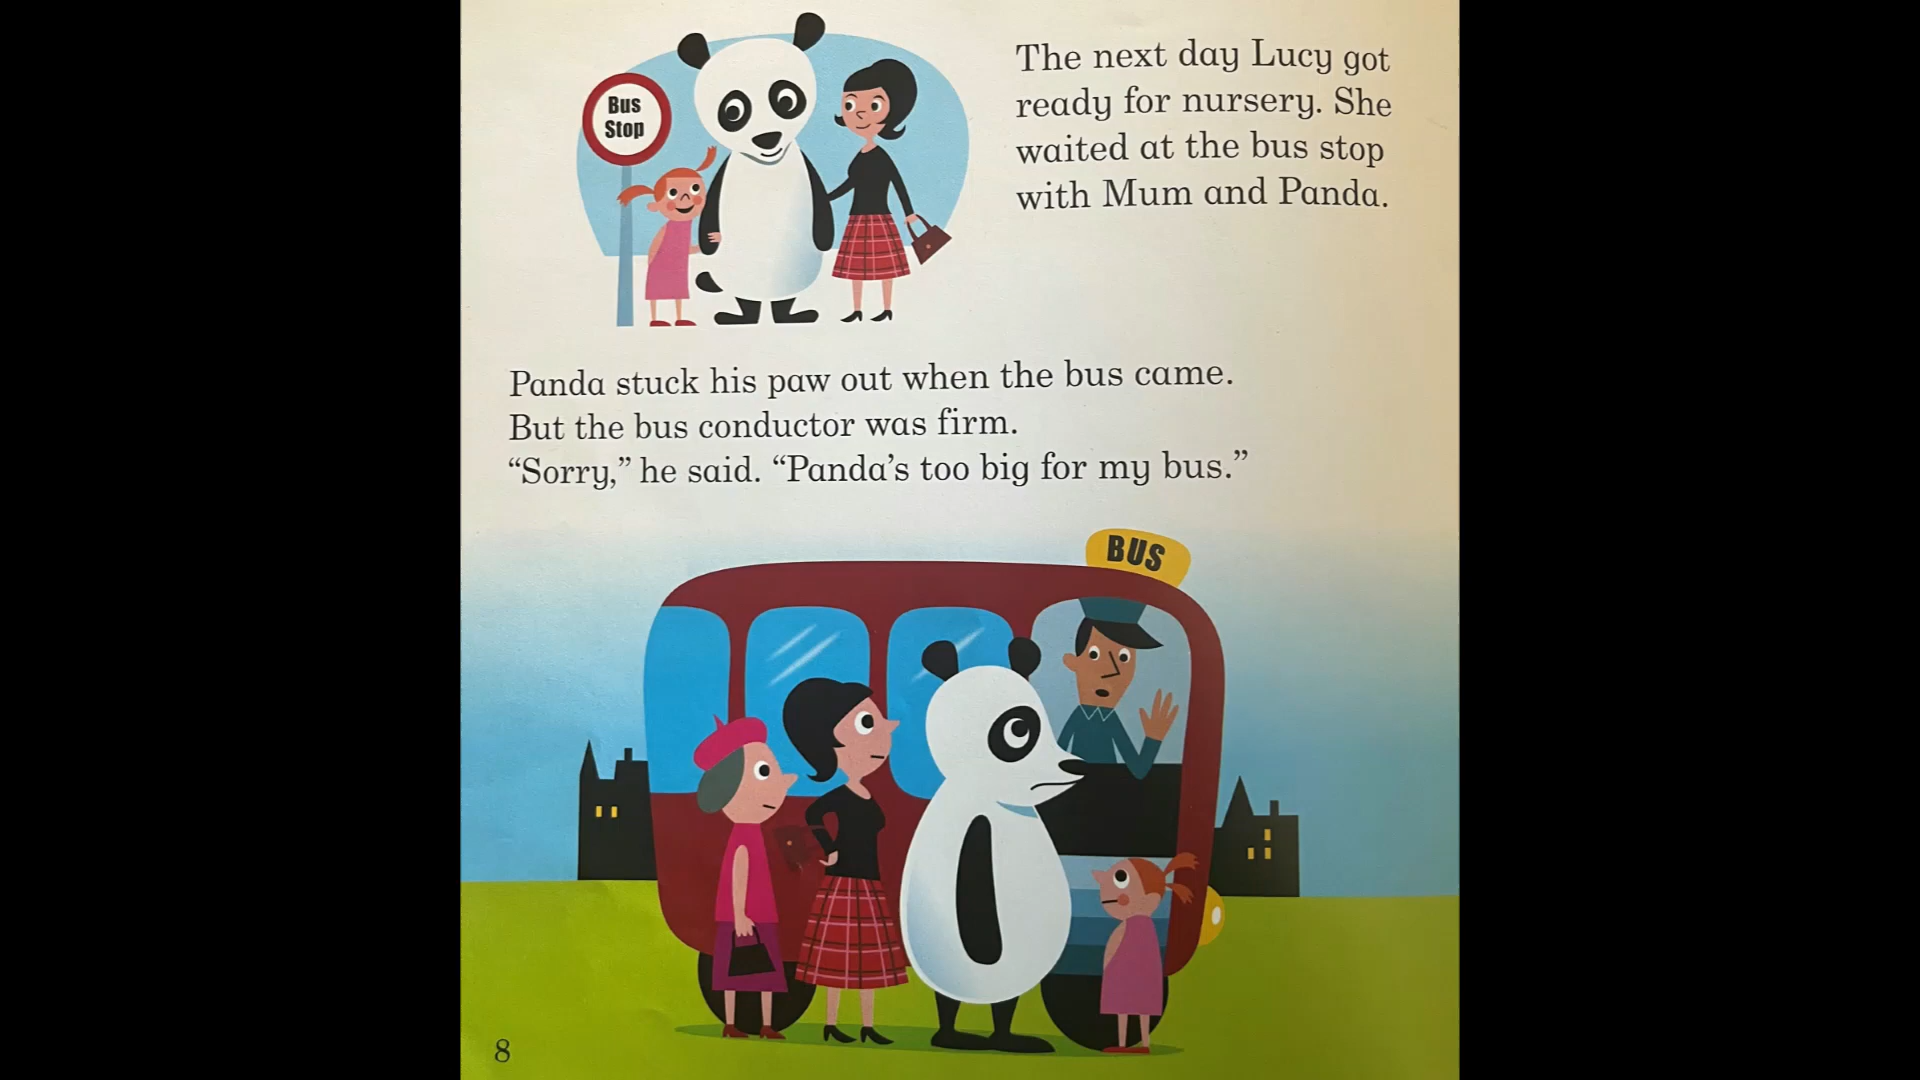 Bus
Stop
The next day Lucy got
ready for nursery. She
waited at the bus stop
with Mum and Panda.
Panda stuck his paw out when the bus came.
But the bus conductor was firm.
“Sorry,” he said. “Panda’s too big for my bus.”
BUS
8